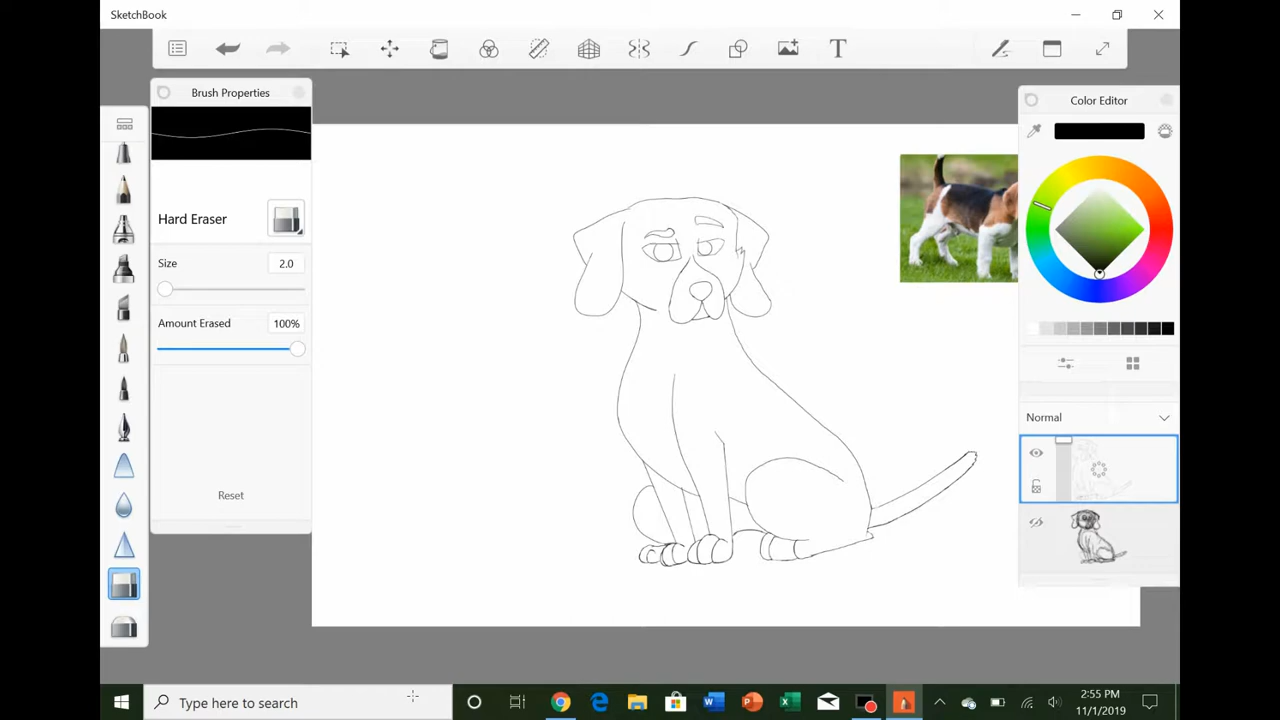 SketchBook
T
Brush Properties
Color Editor
Hard Eraser
Size 2.0
Amount Erased 100%
Normal
Reset
Type here to search
2:55 PM
11/1/2019